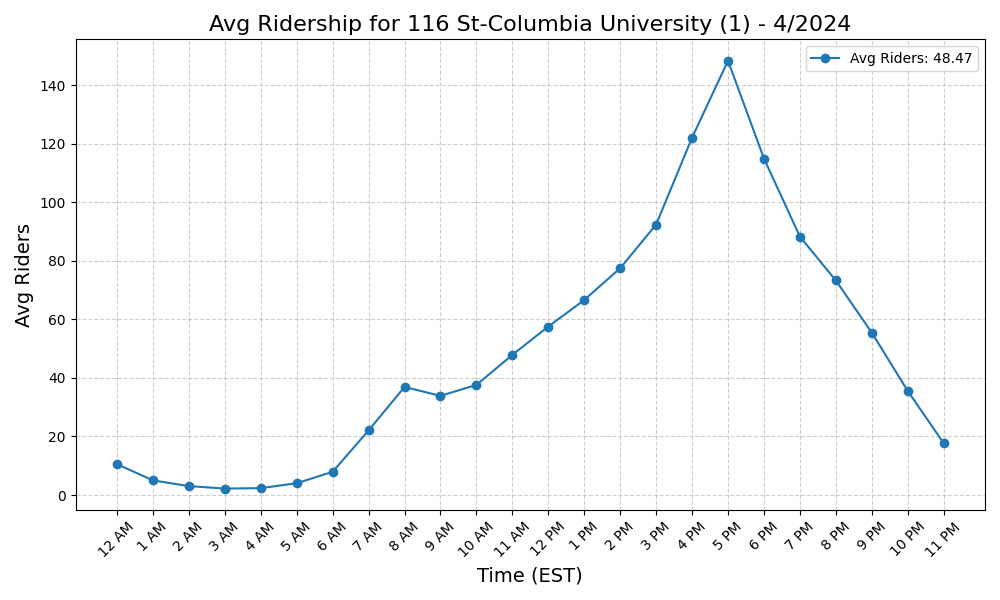 Avg Ridership for 116 St-Columbia University (1) - 4/2024
Avg Riders: 48.47
Avg Riders
140
120
100
80
60
40
20
0
12 AM
1 AM
2 AM
3 AM
4 AM
5 AM
6 AM
7 AM
8 AM
9 AM
10 AM
11 AM
12 PM
1 PM
2 PM
3 PM
4 PM
5 PM
6 PM
7 PM
8 PM
9 PM
10 PM
11 PM
Time (EST)